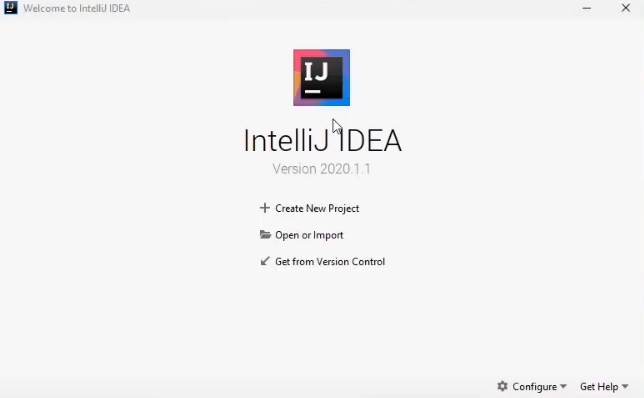 Welcome to IntelliJ IDEA
IJ
IntelliJ IDEA
Version 2020.1.1
Create New Project
Open or Import
Get from Version Control
Configure
Get Help